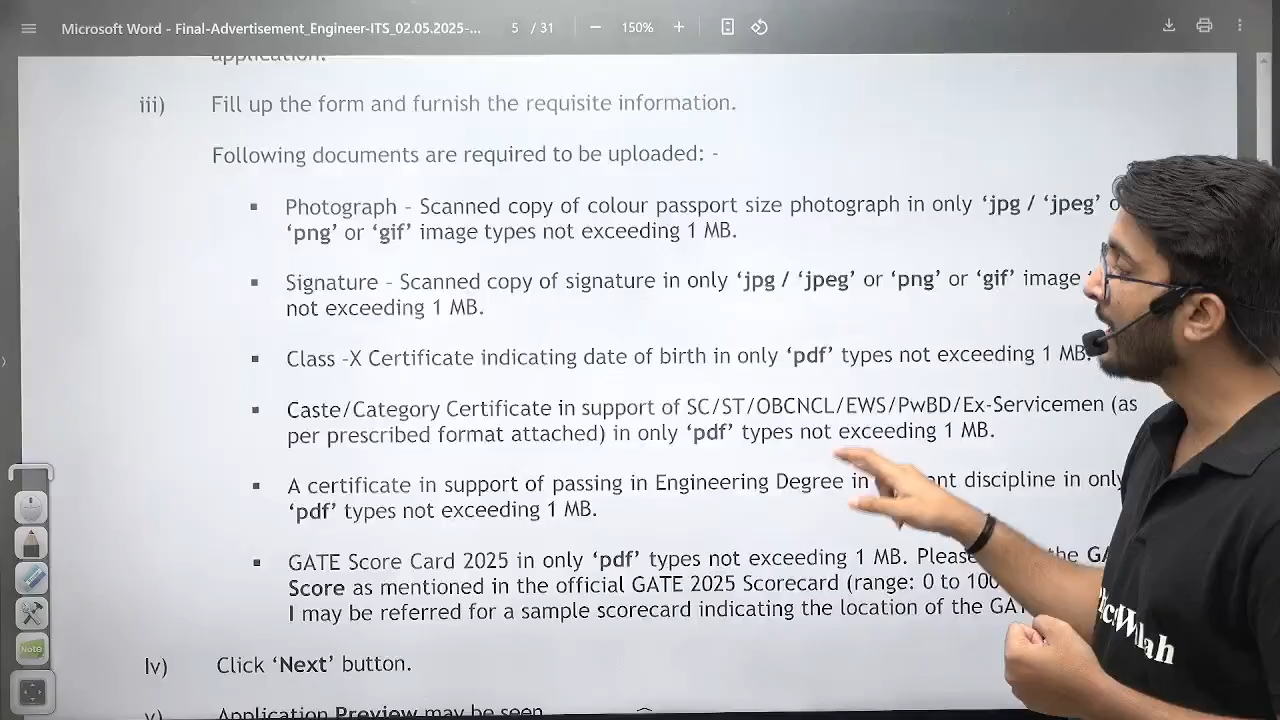 Microsoft Word - Final-Advertisement_Engineer-ITS_02.05.2025-... 5 / 31 — 150% +
application.
iii) Fill up the form and furnish the requisite information.
Following documents are required to be uploaded: -
▪ Photograph – Scanned copy of colour passport size photograph in only ‘jpg / ‘jpeg’
‘png’ or ‘gif’ image types not exceeding 1 MB.
▪ Signature – Scanned copy of signature in only ‘jpg / ‘jpeg’ or ‘png’ or ‘gif’ image
not exceeding 1 MB.
▪ Class –X Certificate indicating date of birth in only ‘pdf’ types not exceeding 1 MB.
▪ Caste/Category Certificate in support of SC/ST/OBCNCL/EWS/PwBD/Ex-Servicemen (as
per prescribed format attached) in only ‘pdf’ types not exceeding 1 MB.
▪ A certificate in support of passing in Engineering Degree in discipline in only
‘pdf’ types not exceeding 1 MB.
▪ GATE Score Card 2025 in only ‘pdf’ types not exceeding 1 MB. Please the
Score as mentioned in the official GATE 2025 Scorecard (range: 0 to
I may be referred for a sample scorecard indicating the location of the
iv) Click ‘Next’ button.
v) Application Preview may be seen
Note